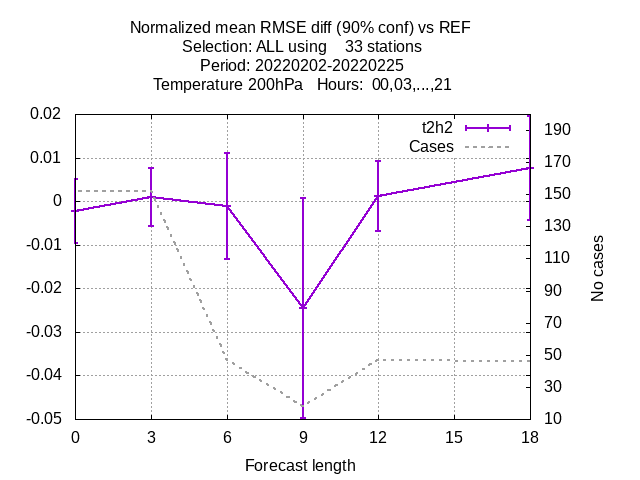 Normalized mean RMSE diff (90% conf) vs REF
Selection: ALL using    33 stations
Period: 20220202-20220225
Temperature 200hPa   Hours:  00,03,...,21
t2h2
Cases
0.02
0.01
0
-0.01
-0.02
-0.03
-0.04
-0.05
190
170
150
130
110
90
70
50
30
10
No cases
0 3 6 9 12 15 18
Forecast length